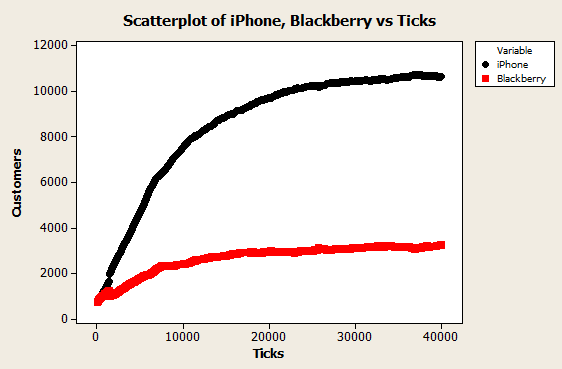 Scatterplot of iPhone, Blackberry vs Ticks
12000
10000
8000
6000
4000
2000
0
Customers
0 10000 20000 30000 40000
Ticks
Variable
iPhone
Blackberry